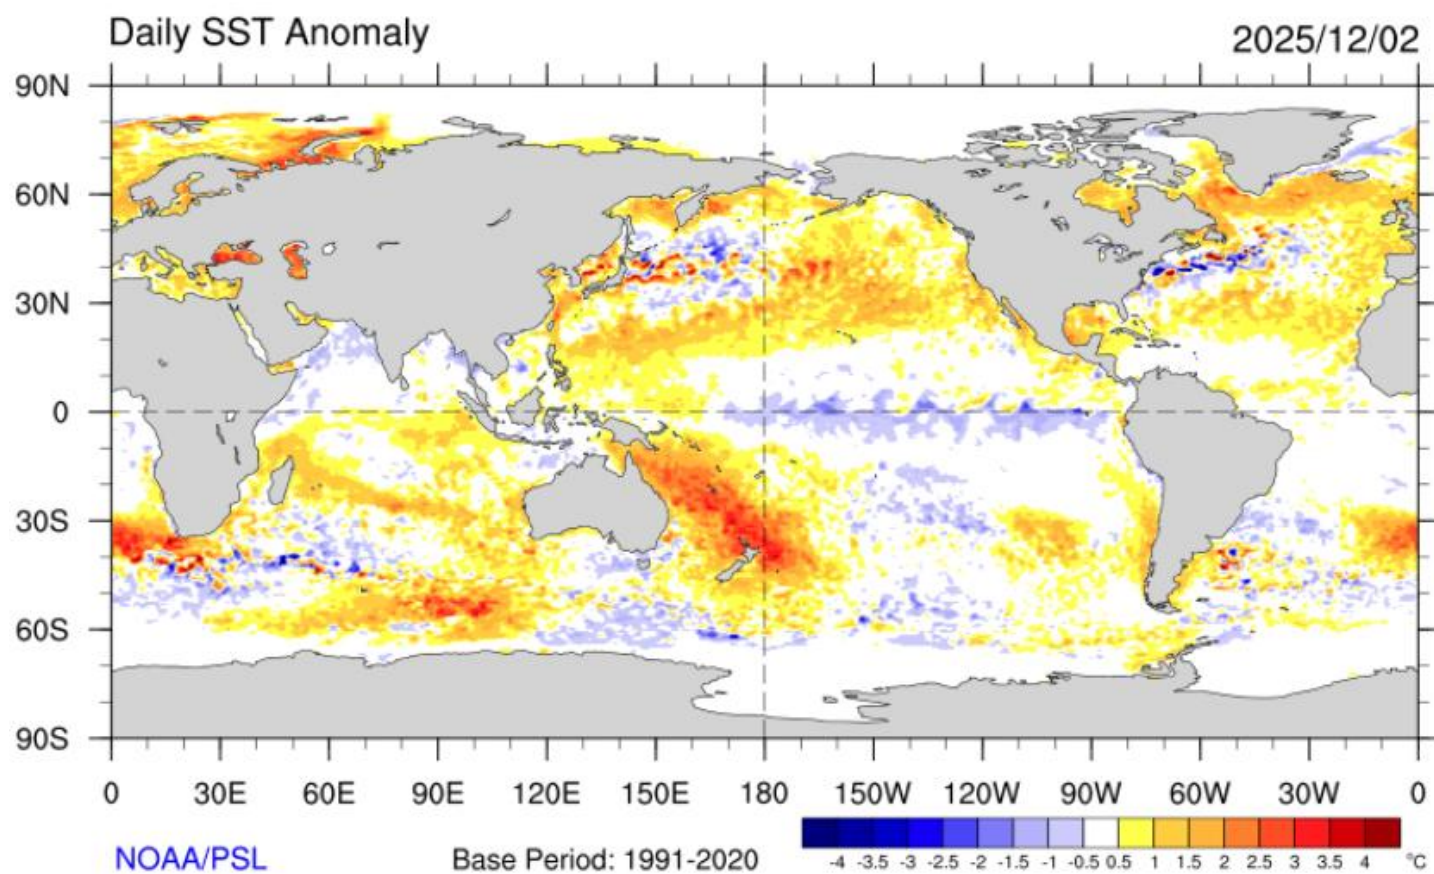 Daily SST Anomaly
2025/12/02
90N
60N
30N
0
30S
60S
90S
0 30E 60E 90E 120E 150E 180 150W 120W 90W 60W 30W 0
-4 -3.5 -3 -2.5 -2 -1.5 -1 -0.5 0.5 1 1.5 2 2.5 3 3.5 4 °C
NOAA/PSL
Base Period: 1991-2020